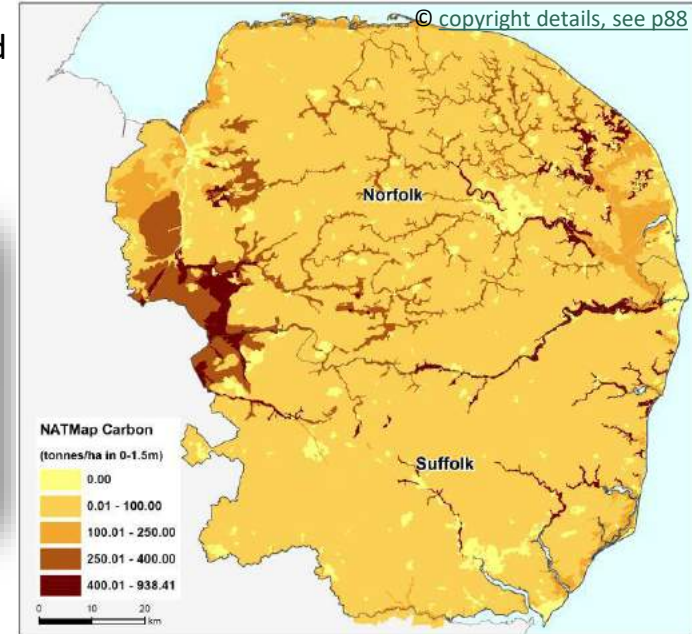 © copyright details, see p88
d
Norfolk
Suffolk
NATMap Carbon
(tonnes/ha in 0-1.5m)
0.00
0.01 - 100.00
100.01 - 250.00
250.01 - 400.00
400.01 - 938.41
0 10 20
km